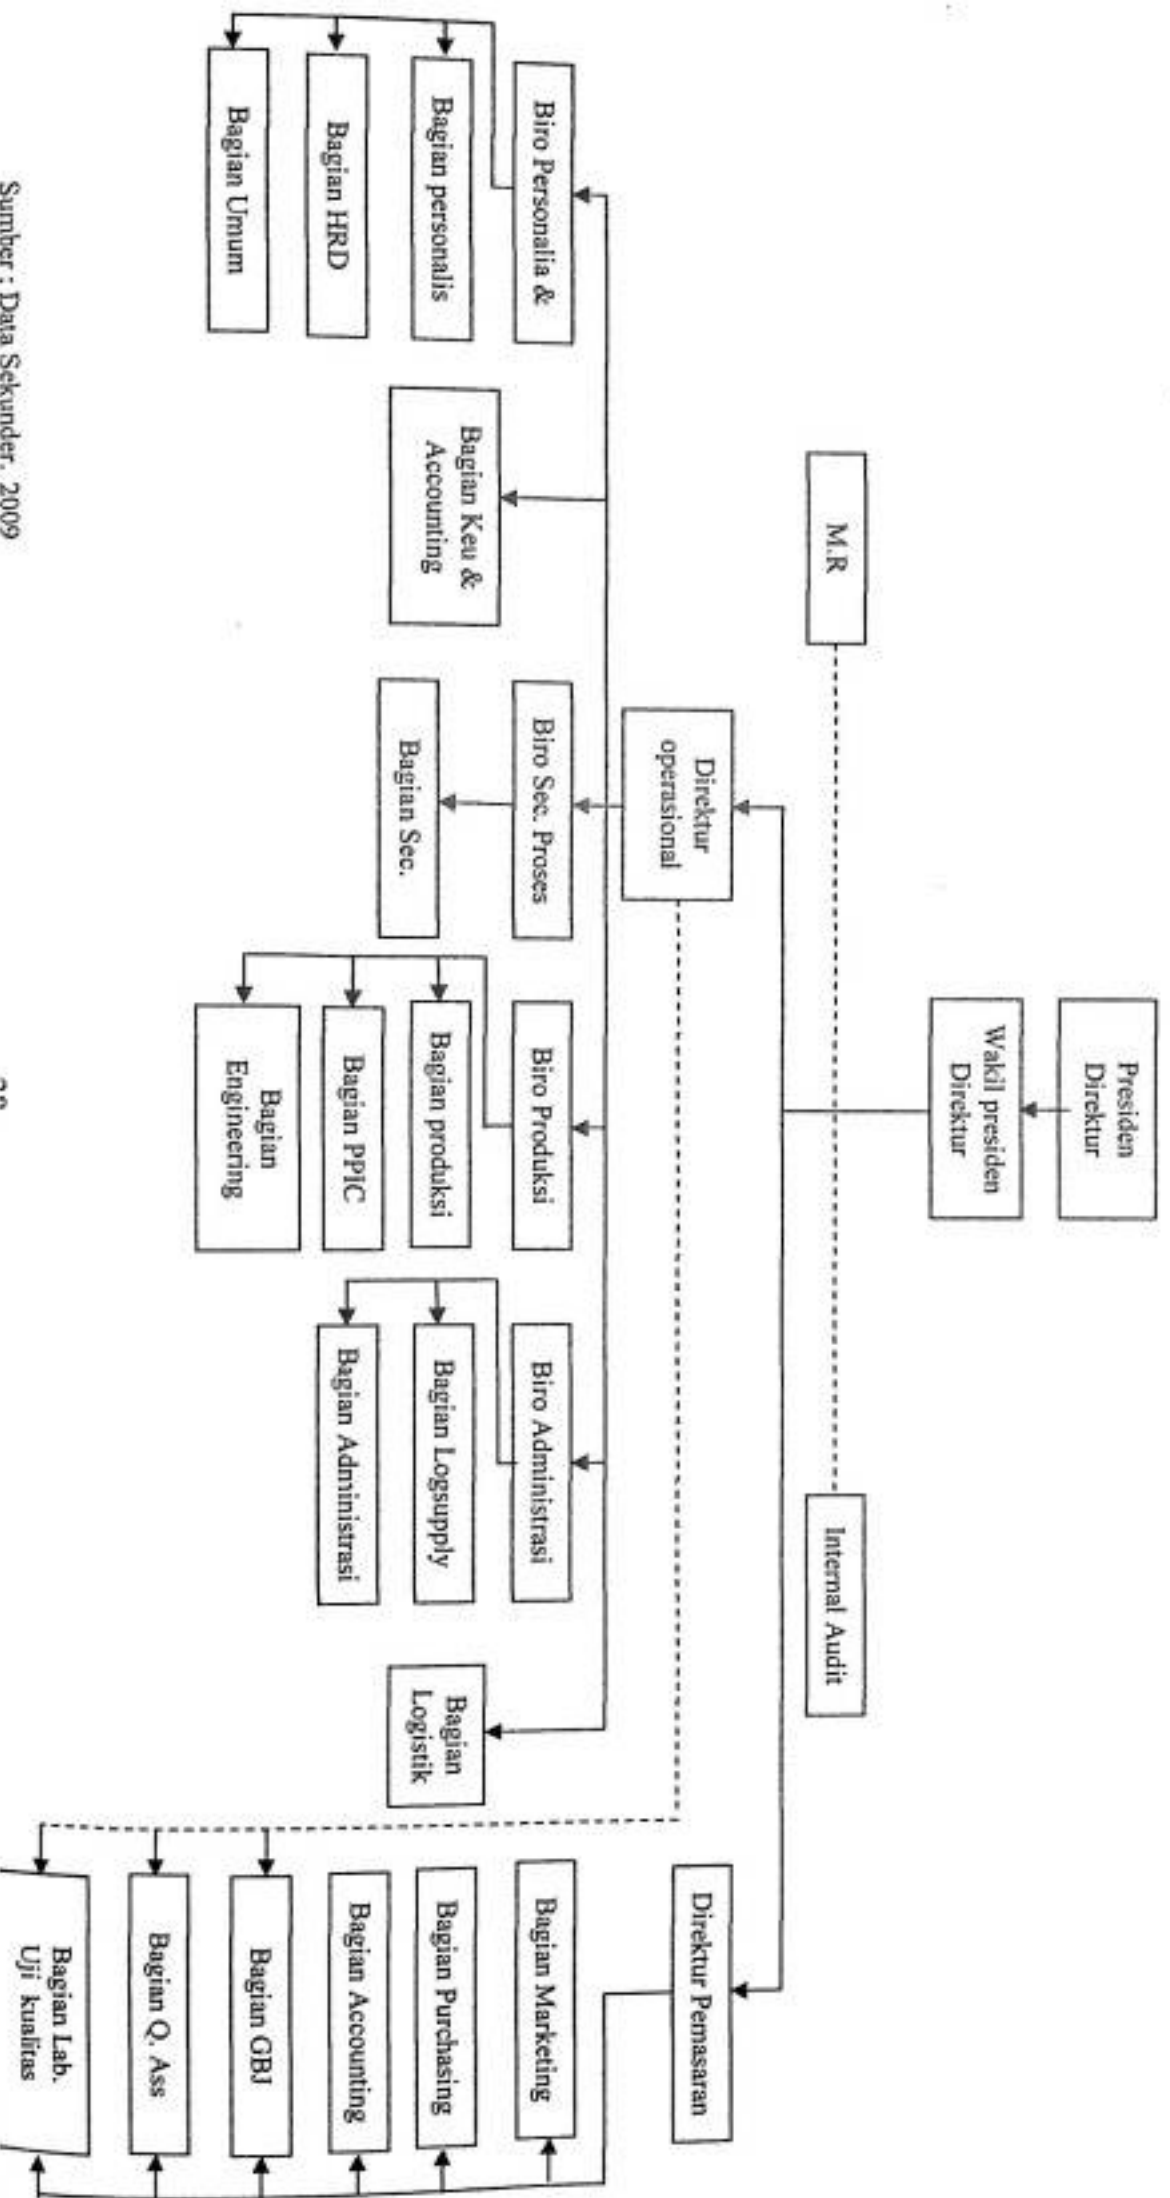 Presiden
Direktur
Wakil presiden
Direktur
M.R
Internal Audit
Direktur
operasional
Direktur Pemasaran
Biro Personalia &
Bagian personalis
Bagian HRD
Bagian Umum
Bagian Keu &
Accounting
Biro Sec. Proses
Bagian Sec.
Biro Produksi
Bagian produksi
Bagian PPIC
Bagian
Engineering
Biro Administrasi
Bagian Logsupply
Bagian Administrasi
Bagian
Logistik
Bagian Marketing
Bagian Purchasing
Bagian Accounting
Bagian GBJ
Bagian Q. Ass
Bagian Lab.
Uji kualitas
Sumber : Data Sekunder, 2009